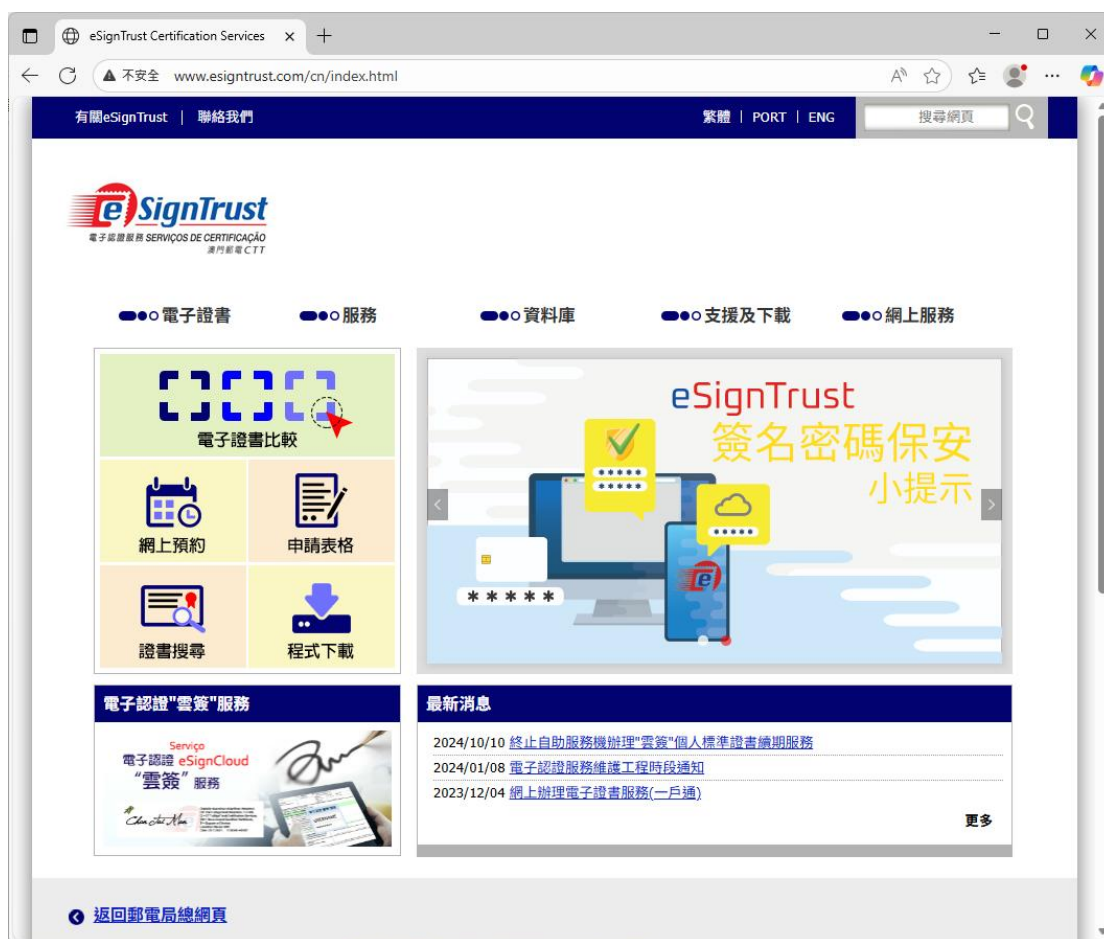 eSignTrust Certification Services
不安全 www.esigntrust.com/cn/index.html
有關eSignTrust | 聯絡我們 繁體 | PORT | ENG 搜尋網頁
eSignTrust
電子認證服務 SERVIÇOS DE CERTIFICAÇÃO
澳門郵電CTT
電子證書 服務 資料庫 支援及下載 網上服務
電子證書比較
網上預約 申請表格
證書搜尋 程式下載
eSignTrust
簽名密碼保安
小提示
*****
*****
*****
*****
電子認證"雲簽"服務
Serviço
電子認證 eSignCloud
“雲簽” 服務
最新消息
2024/10/10 終止自助服務機辦理"雲簽"個人標準證書續期服務
2024/01/08 電子認證服務維護工程時段通知
2023/12/04 網上辦理電子證書服務(一戶通)
更多
返回郵電局總網頁